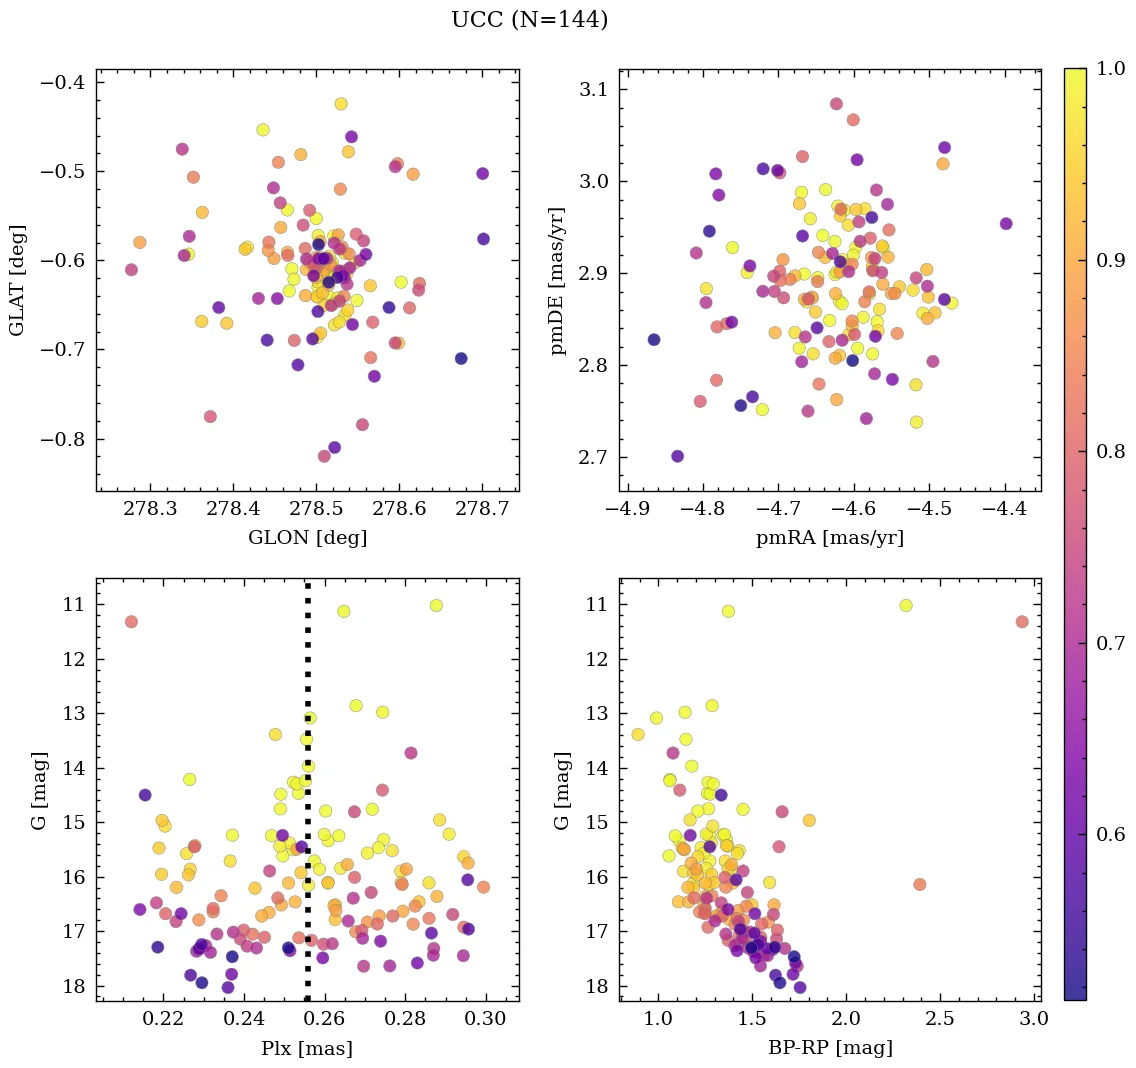 UCC (N=144)
−0.4
−0.5
−0.6
−0.7
−0.8
GLAT [deg]
278.3 278.4 278.5 278.6 278.7
GLON [deg]
3.1
3.0
2.9
2.8
2.7
pmDE [mas/yr]
−4.9 −4.8 −4.7 −4.6 −4.5 −4.4
pmRA [mas/yr]
1.0
0.9
0.8
0.7
0.6
11
12
13
14
15
16
17
18
G [mag]
0.22 0.24 0.26 0.28 0.30
Plx [mas]
11
12
13
14
15
16
17
18
G [mag]
1.0 1.5 2.0 2.5 3.0
BP-RP [mag]